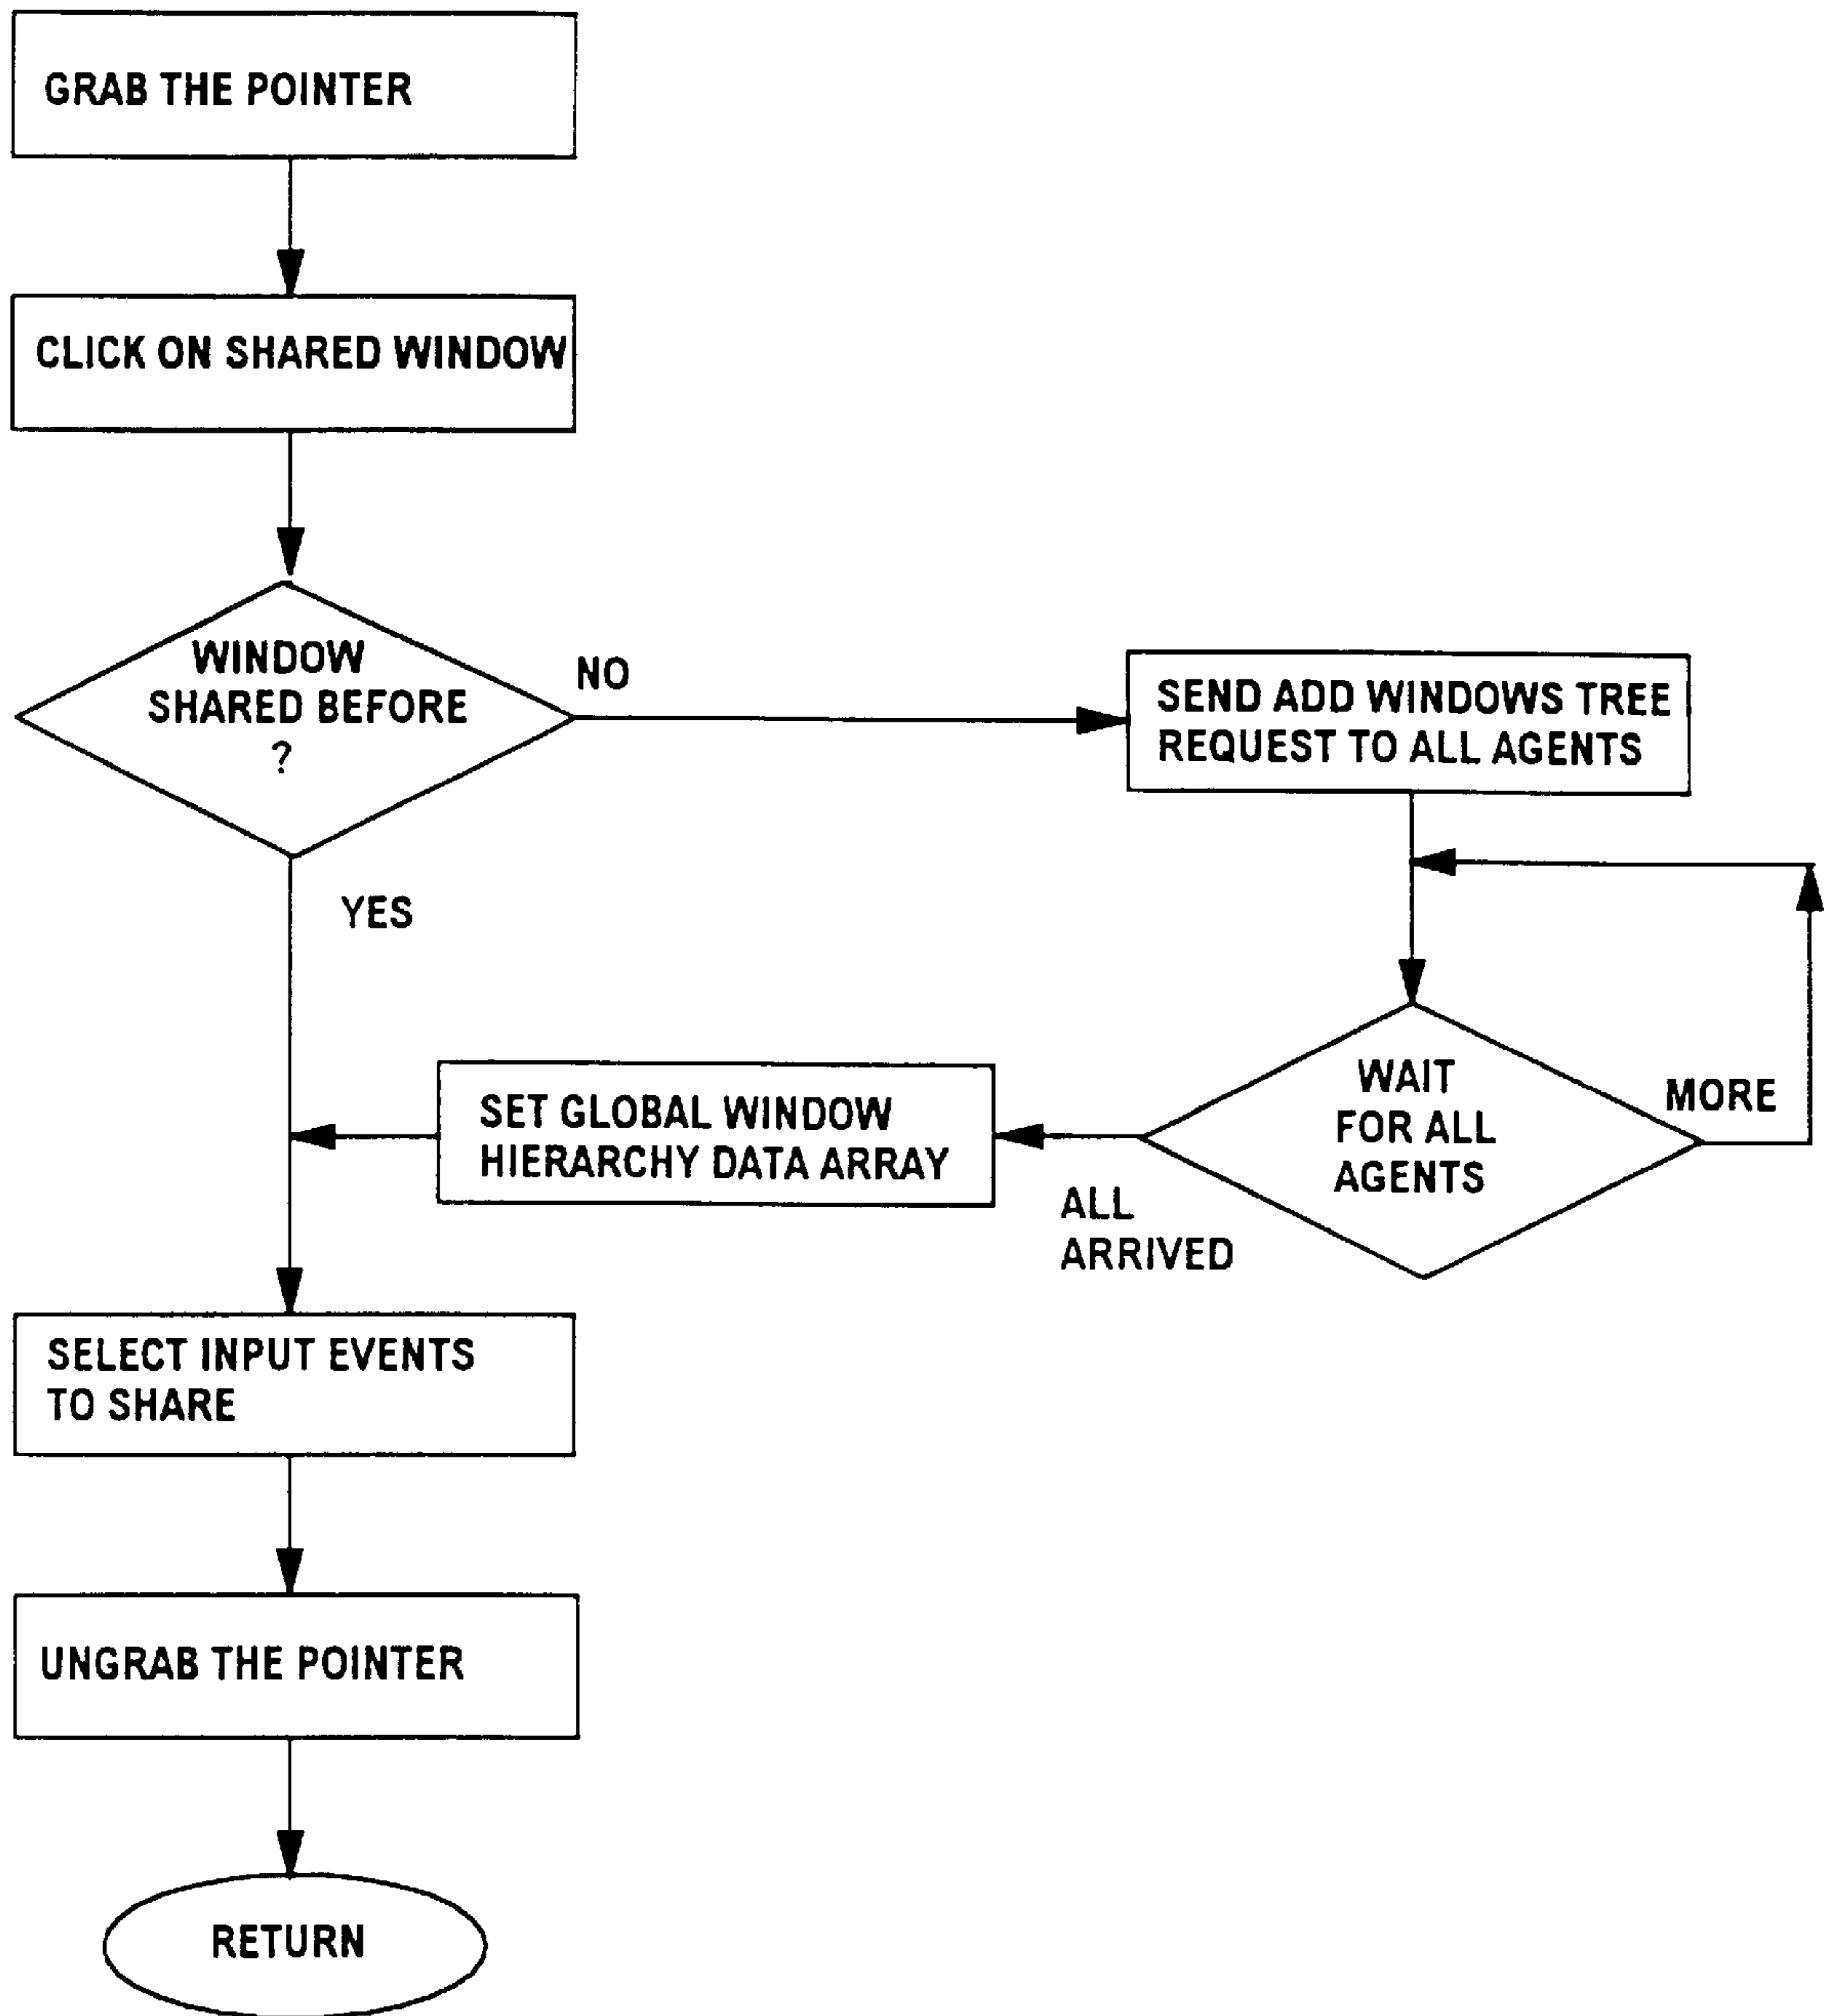 GRAB THE POINTER
CLICK ON SHARED WINDOW
WINDOW
SHARED BEFORE
?
NO
SEND ADD WINDOWS TREE
REQUEST TO ALL AGENTS
YES
WAIT
FOR ALL
AGENTS
MORE
ALL
ARRIVED
SET GLOBAL WINDOW
HIERARCHY DATA ARRAY
SELECT INPUT EVENTS
TO SHARE
UNGRAB THE POINTER
RETURN